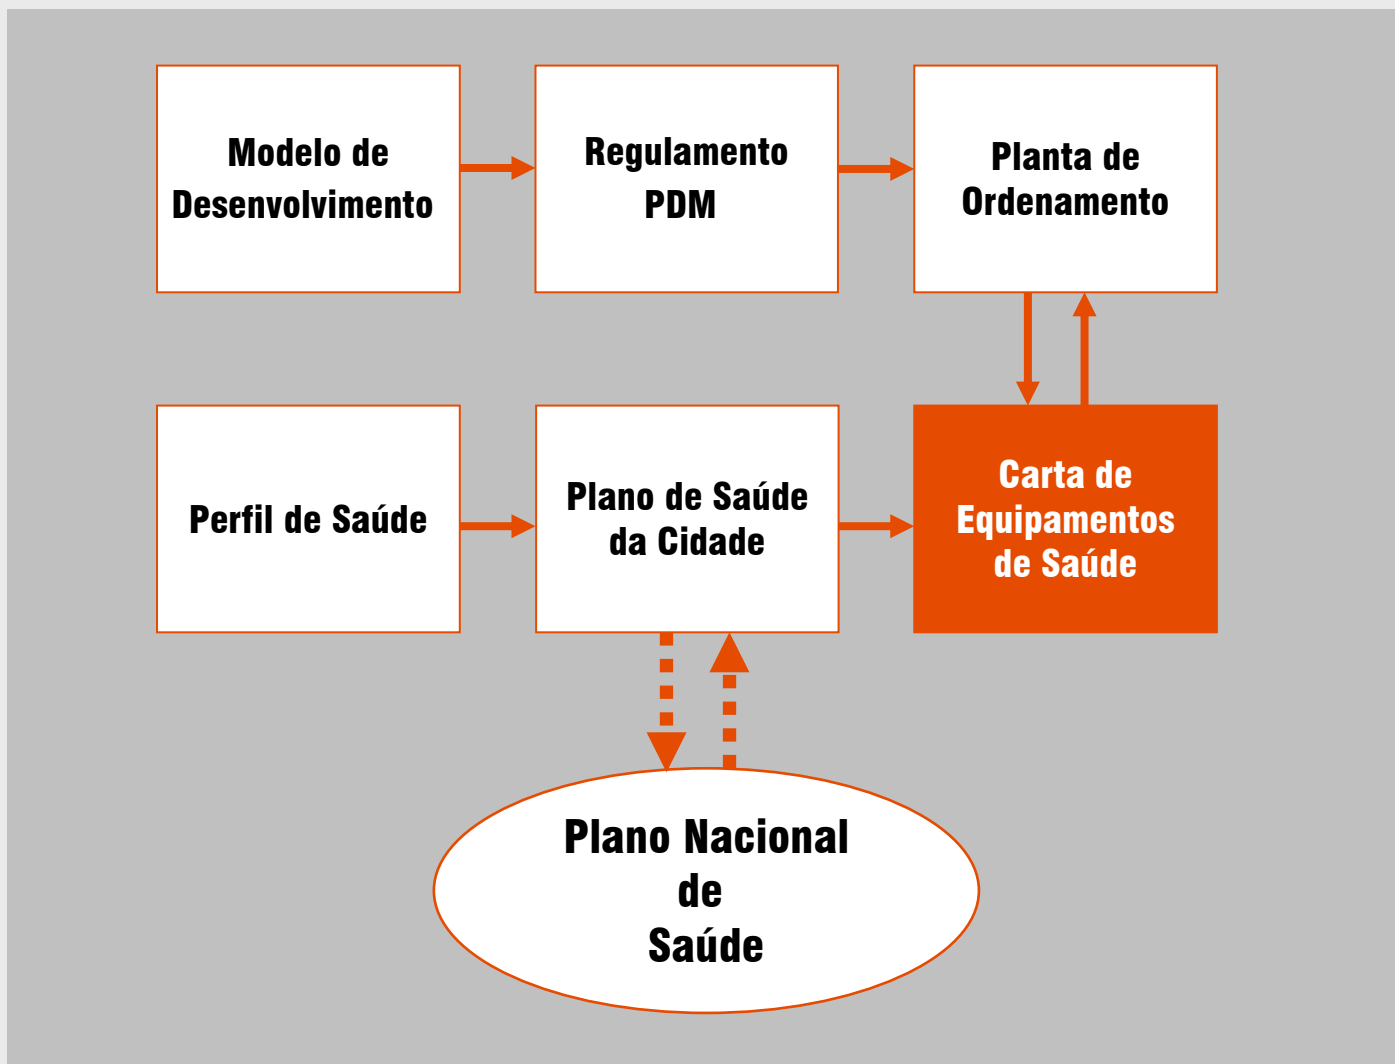 Modelo de
Desenvolvimento
Regulamento
PDM
Planta de
Ordenamento
Perfil de Saúde
Plano de Saúde
da Cidade
Carta de
Equipamentos
de Saúde
Plano Nacional
de
Saúde